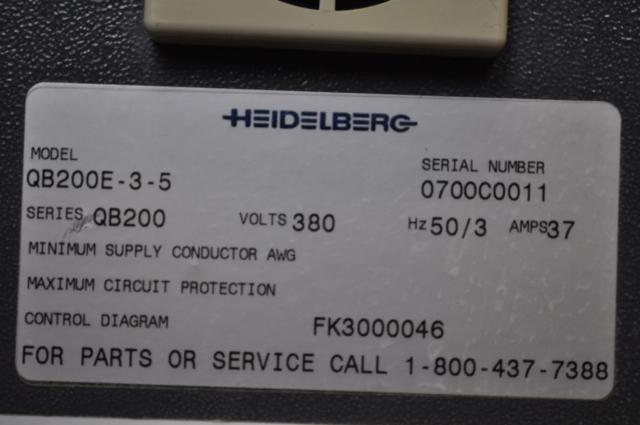 HEIDELBERG
MODEL
QB200E-3-5
SERIAL NUMBER
0700C0011
SERIES QB200 VOLTS 380 Hz 50/3 AMPS 37
MINIMUM SUPPLY CONDUCTOR AWG
MAXIMUM CIRCUIT PROTECTION
CONTROL DIAGRAM FK3000046
FOR PARTS OR SERVICE CALL 1-800-437-7388